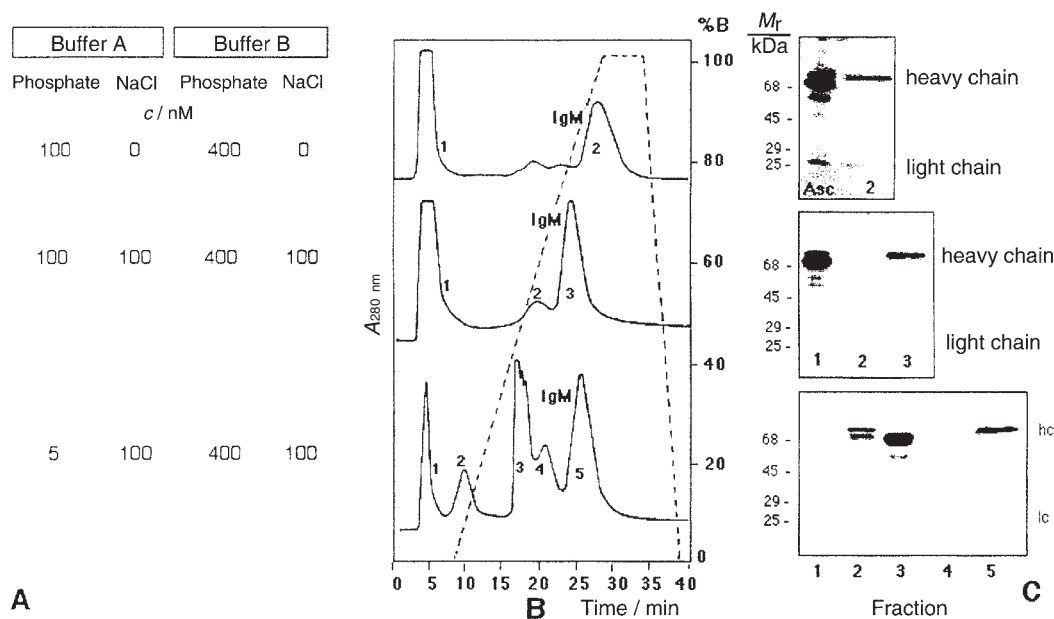 Buffer A Buffer B
Phosphate NaCl Phosphate NaCl
c / nM
100 0 400 0
100 100 400 100
5 100 400 100
A
A280 nm
IgM
1 2
IgM
1 2 3
IgM
1 2 3 4 5
%B
100
80
60
40
20
0
0 5 10 15 20 25 30 35 40
B Time / min
Mr
kDa
68 -
45 -
29 -
25 -
heavy chain
light chain
Asc 2
68 -
45 -
29 -
25 -
heavy chain
light chain
1 2 3
68 -
45 -
29 -
25 -
hc
lc
1 2 3 4 5
Fraction
C